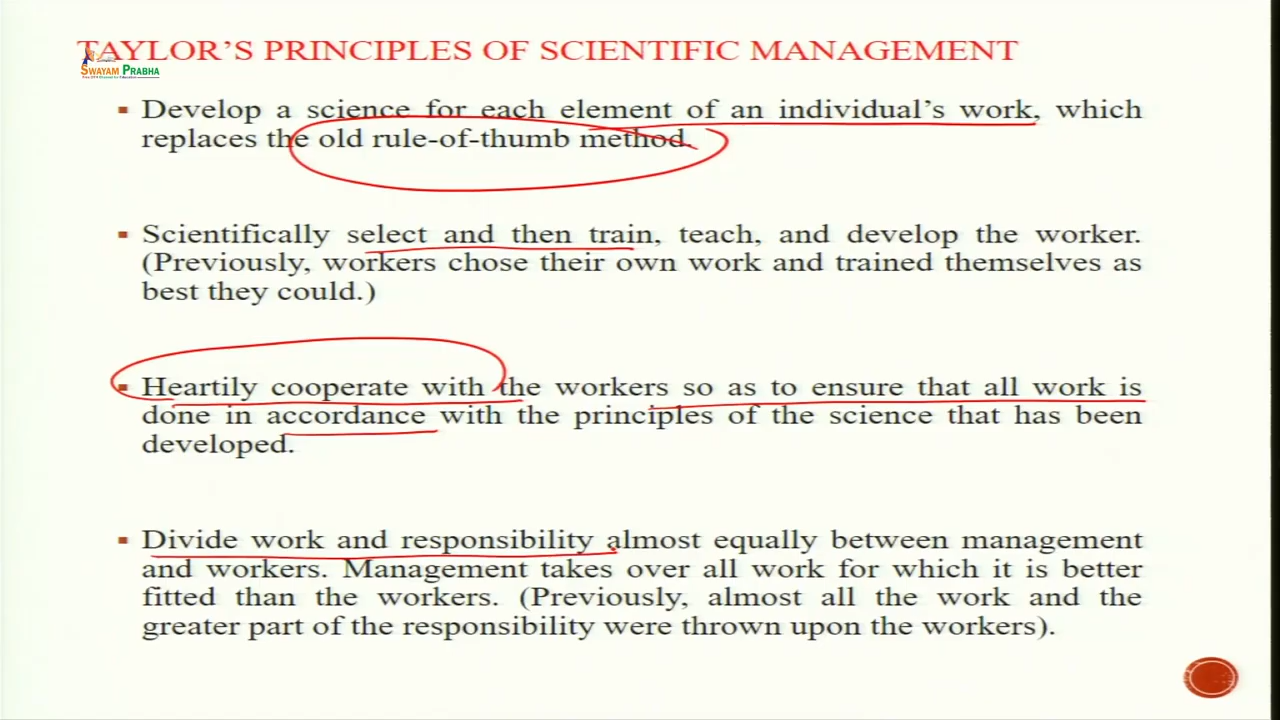 TAYLOR'S PRINCIPLES OF SCIENTIFIC MANAGEMENT
SWAYAM PRABHA
▪ Develop a science for each element of an individual's work, which
replaces the old rule-of-thumb method.
▪ Scientifically select and then train, teach, and develop the worker.
(Previously, workers chose their own work and trained themselves as
best they could.)
▪ Heartily cooperate with the workers so as to ensure that all work is
done in accordance with the principles of the science that has been
developed.
▪ Divide work and responsibility almost equally between management
and workers. Management takes over all work for which it is better
fitted than the workers. (Previously, almost all the work and the
greater part of the responsibility were thrown upon the workers).